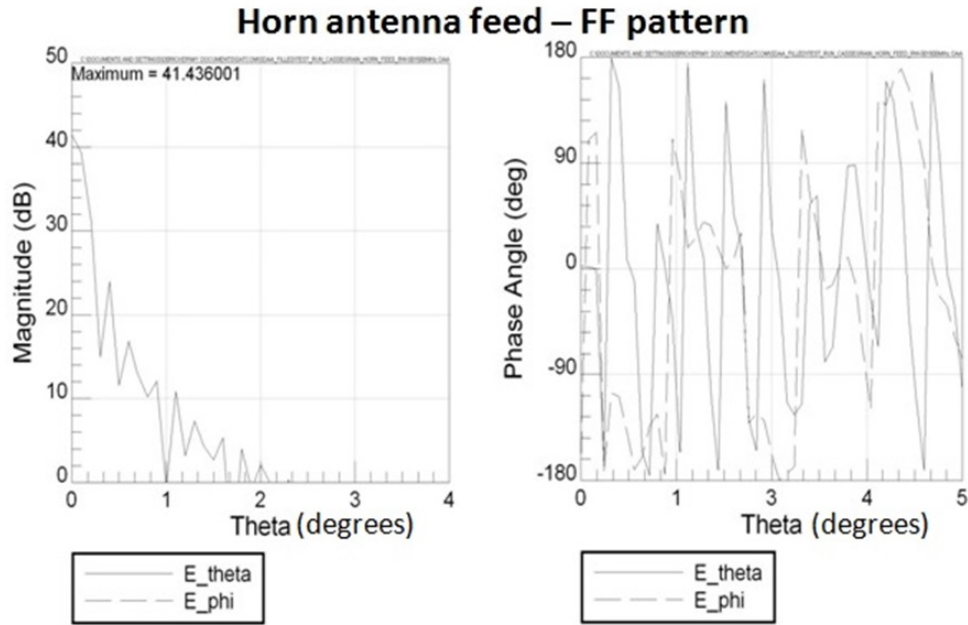 Horn antenna feed – FF pattern
50
Maximum = 41.436001
40
30
20
10
0
Magnitude (dB)
0 1 2 3 4
Theta (degrees)
E_theta
E_phi
180
90
0
-90
-180
Phase Angle (deg)
0 1 3 4 5
Theta (degrees)
E_theta
E_phi